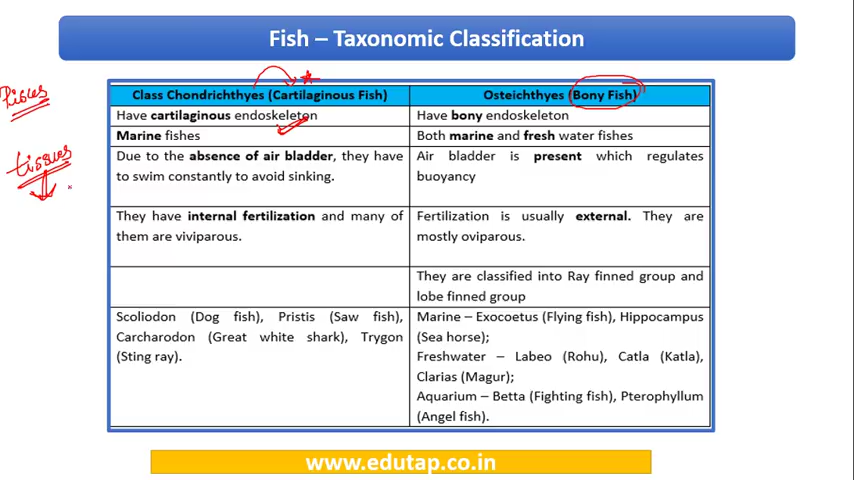 Fish – Taxonomic Classification
Pisces
tissues
Class Chondrichthyes (Cartilaginous Fish)
Osteichthyes (Bony Fish)
Have cartilaginous endoskeleton
Have bony endoskeleton
Marine fishes
Both marine and fresh water fishes
Due to the absence of air bladder, they have
to swim constantly to avoid sinking.
Air bladder is present which regulates
buoyancy
They have internal fertilization and many of
them are viviparous.
Fertilization is usually external. They are
mostly oviparous.
They are classified into Ray finned group and
lobe finned group
Scoliodon (Dog fish), Pristis (Saw fish),
Carcharodon (Great white shark), Trygon
(Sting ray).
Marine – Exocoetus (Flying fish), Hippocampus
(Sea horse);
Freshwater – Labeo (Rohu), Catla (Katla),
Clarias (Magur);
Aquarium – Betta (Fighting fish), Pterophyllum
(Angel fish).
www.edutap.co.in